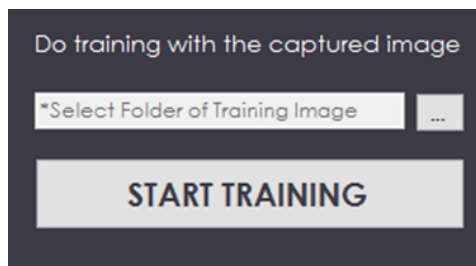 Do training with the captured image
*Select Folder of Training Image
...
START TRAINING